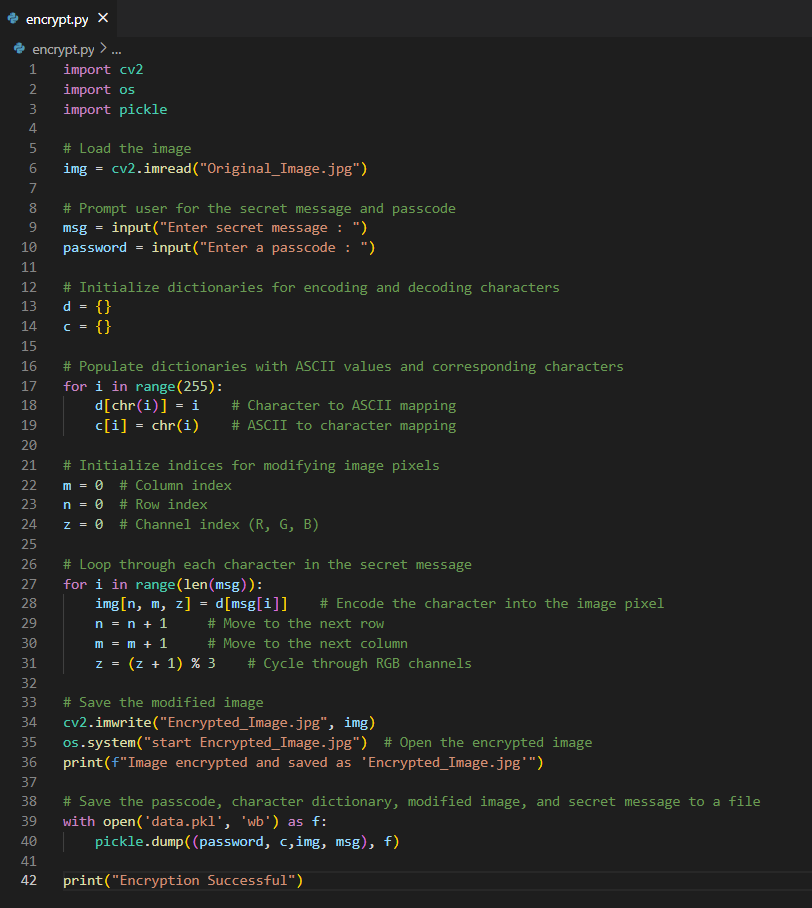 encrypt.py ✕
encrypt.py > ...
1 import cv2
2 import os
3 import pickle
4
5 # Load the image
6 img = cv2.imread("Original_Image.jpg")
7
8 # Prompt user for the secret message and passcode
9 msg = input("Enter secret message : ")
10 password = input("Enter a passcode : ")
11
12 # Initialize dictionaries for encoding and decoding characters
13 d = {}
14 c = {}
15
16 # Populate dictionaries with ASCII values and corresponding characters
17 for i in range(255):
18     d[chr(i)] = i    # Character to ASCII mapping
19     c[i] = chr(i)    # ASCII to character mapping
20
21 # Initialize indices for modifying image pixels
22 m = 0  # Column index
23 n = 0  # Row index
24 z = 0  # Channel index (R, G, B)
25
26 # Loop through each character in the secret message
27 for i in range(len(msg)):
28     img[n, m, z] = d[msg[i]]    # Encode the character into the image pixel
29     n = n + 1     # Move to the next row
30     m = m + 1     # Move to the next column
31     z = (z + 1) % 3    # Cycle through RGB channels
32
33 # Save the modified image
34 cv2.imwrite("Encrypted_Image.jpg", img)
35 os.system("start Encrypted_Image.jpg")  # Open the encrypted image
36 print(f"Image encrypted and saved as 'Encrypted_Image.jpg'")
37
38 # Save the passcode, character dictionary, modified image, and secret message to a file
39 with open('data.pkl', 'wb') as f:
40     pickle.dump((password, c,img, msg), f)
41
42 print("Encryption Successful")